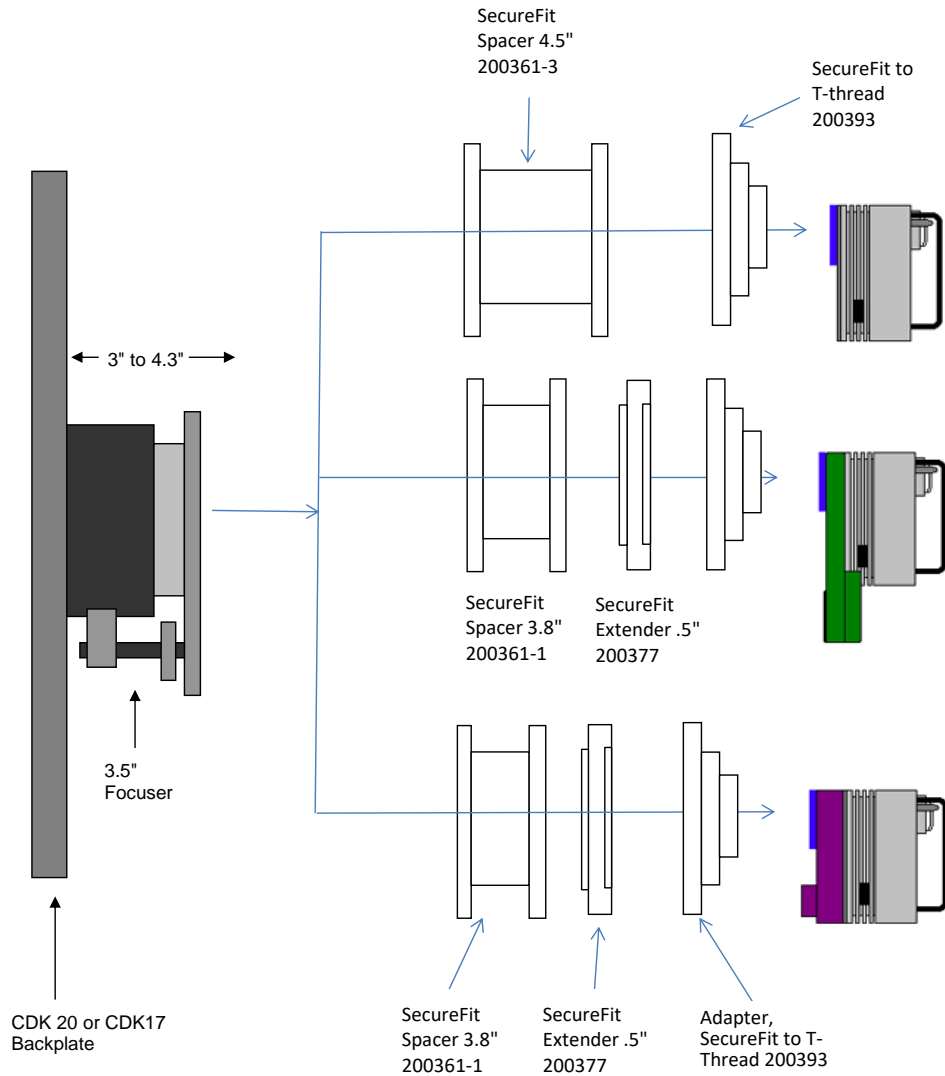 SecureFit
Spacer 4.5"
200361-3
SecureFit to
T-thread
200393
3" to 4.3"
SecureFit
Spacer 3.8"
200361-1
SecureFit
Extender .5"
200377
3.5"
Focuser
CDK 20 or CDK17
Backplate
SecureFit
Spacer 3.8"
200361-1
SecureFit
Extender .5"
200377
Adapter,
SecureFit to T-
Thread 200393